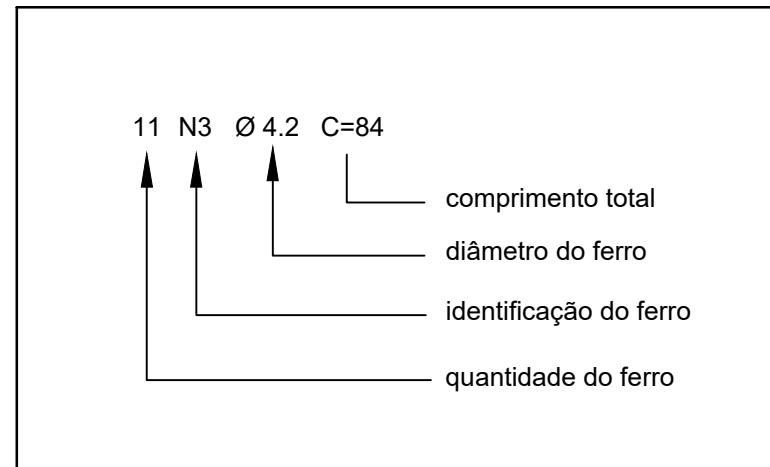 11 N3 Ø 4.2 C=84
comprimento total
diâmetro do ferro
identificação do ferro
quantidade do ferro